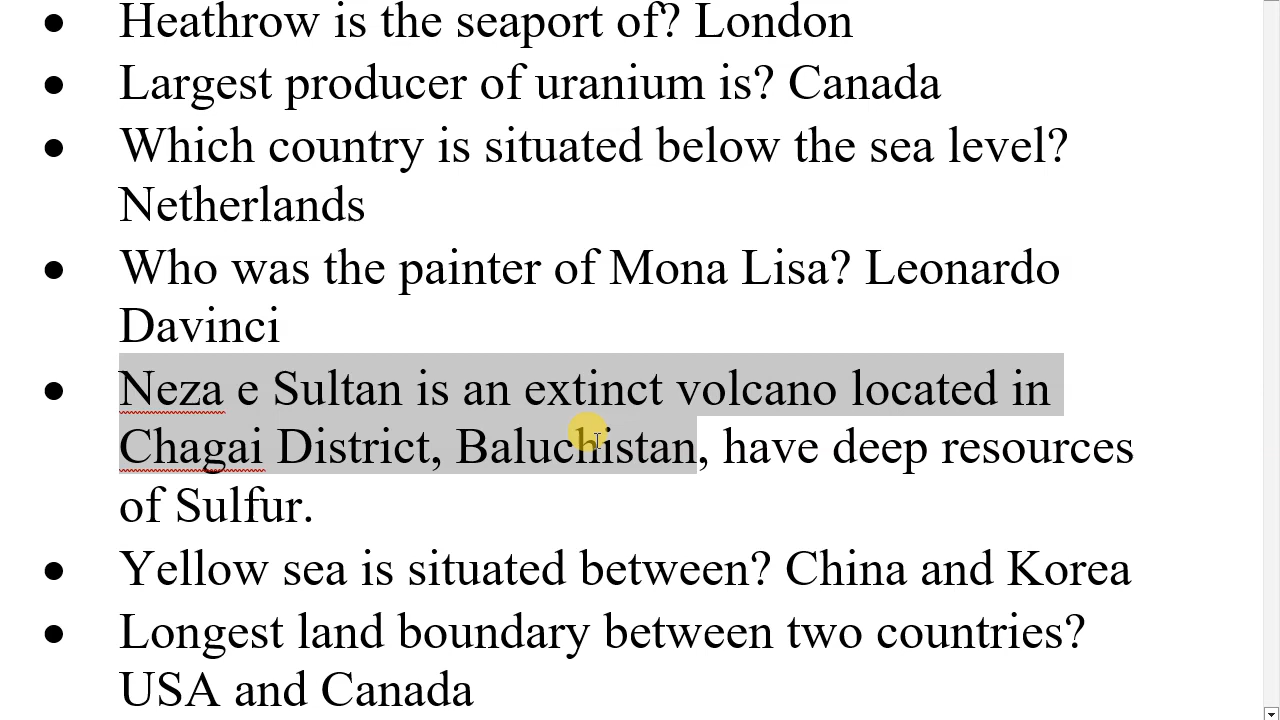 • Heathrow is the seaport of? London
• Largest producer of uranium is? Canada
• Which country is situated below the sea level?
Netherlands
• Who was the painter of Mona Lisa? Leonardo
Davinci
• Neza e Sultan is an extinct volcano located in
Chagai District, Baluchistan, have deep resources
of Sulfur.
• Yellow sea is situated between? China and Korea
• Longest land boundary between two countries?
USA and Canada